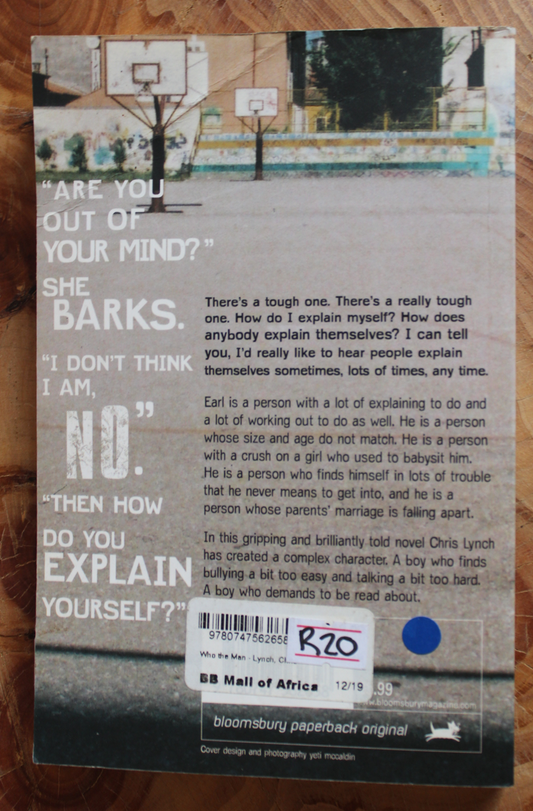 “ARE YOU
OUT OF
YOUR MIND?”
SHE
BARKS.
“I DON’T THINK
I AM,
NO.”
“THEN HOW
DO YOU
EXPLAIN
YOURSELF?”
There’s a tough one. There’s a really tough
one. How do I explain myself? How does
anybody explain themselves? I can tell
you, I’d really like to hear people explain
themselves sometimes, lots of times, any time.
Earl is a person with a lot of explaining to do and
a lot of working out to do as well. He is a person
whose size and age do not match. He is a person
with a crush on a girl who used to babysit him.
He is a person who finds himself in lots of trouble
that he never means to get into, and he is a
person whose parents’ marriage is falling apart.
In this gripping and brilliantly told novel Chris Lynch
has created a complex character. A boy who finds
bullying a bit too easy and talking a bit too hard.
A boy who demands to be read about.
978074756265
R20
Who the Man - Lynch, C
BB Mall of Africa 12/19
.99
www.bloomsburymagazine.com
bloomsbury paperback original
Cover design and photography yeti mccaldin